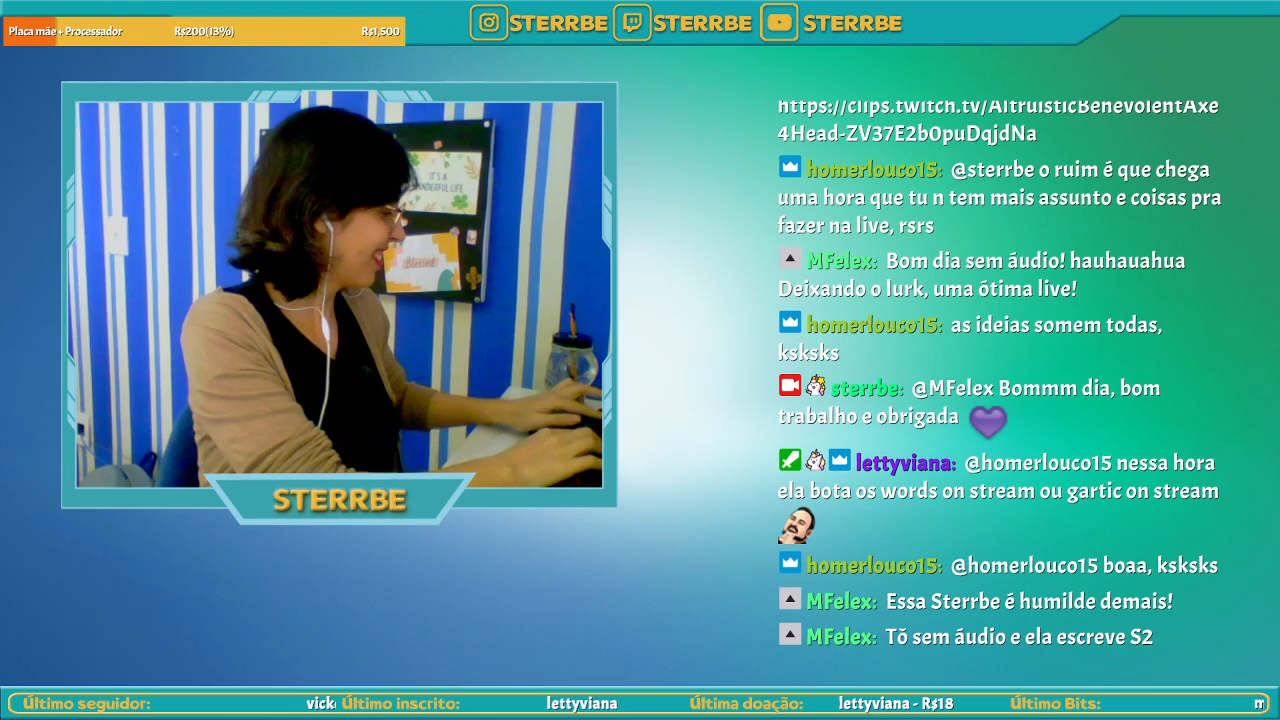 Placa mãe + Processador R$200(13%) R$1,500
STERRBE STERRBE STERRBE
https://clips.twitch.tv/AltruisticBenevolentAxe
4Head-ZV37E2b0puDqjdNa
homerlouco15: @sterrbe o ruim é que chega
uma hora que tu n tem mais assunto e coisas pra
fazer na live, rsrs
MFelex: Bom dia sem áudio! hauhauahua
Deixando o lurk, uma ótima live!
homerlouco15: as ideias somem todas,
ksksks
sterrbe: @MFelex Bommm dia, bom
trabalho e obrigada
lettyviana: @homerlouco15 nessa hora
ela bota os words on stream ou gartic on stream
homerlouco15: @homerlouco15 boaa, ksksks
MFelex: Essa Sterrbe é humilde demais!
MFelex: Tô sem áudio e ela escreve S2
IT'S A
WONDERFUL LIFE
Blessed
STERRBE
Último seguidor: vick Último inscrito: lettyviana Última doação: lettyviana - R$18 Último Bits: m